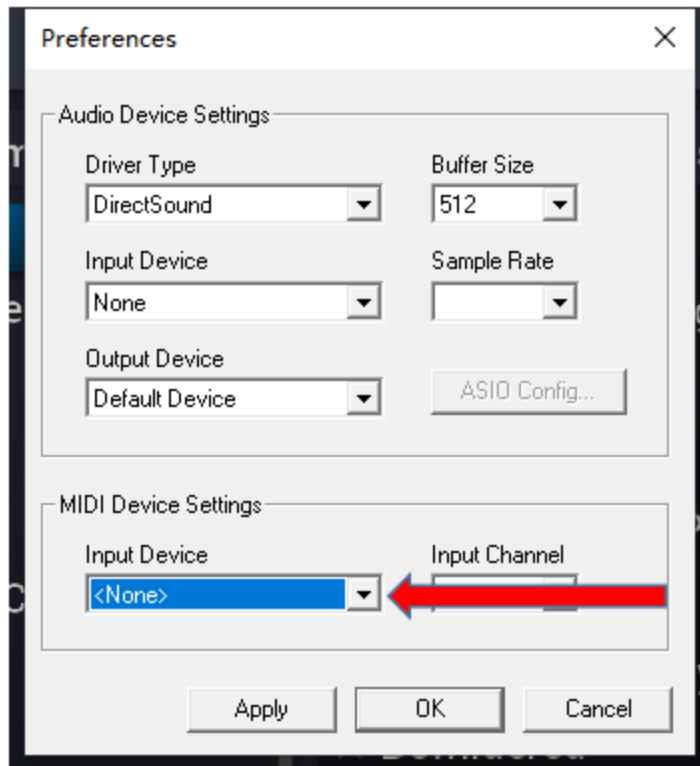 Preferences
Audio Device Settings
Driver Type
Buffer Size
DirectSound
512
Input Device
Sample Rate
None
Output Device
Default Device
ASIO Config...
MIDI Device Settings
Input Device
Input Channel
<None>
Apply
OK
Cancel